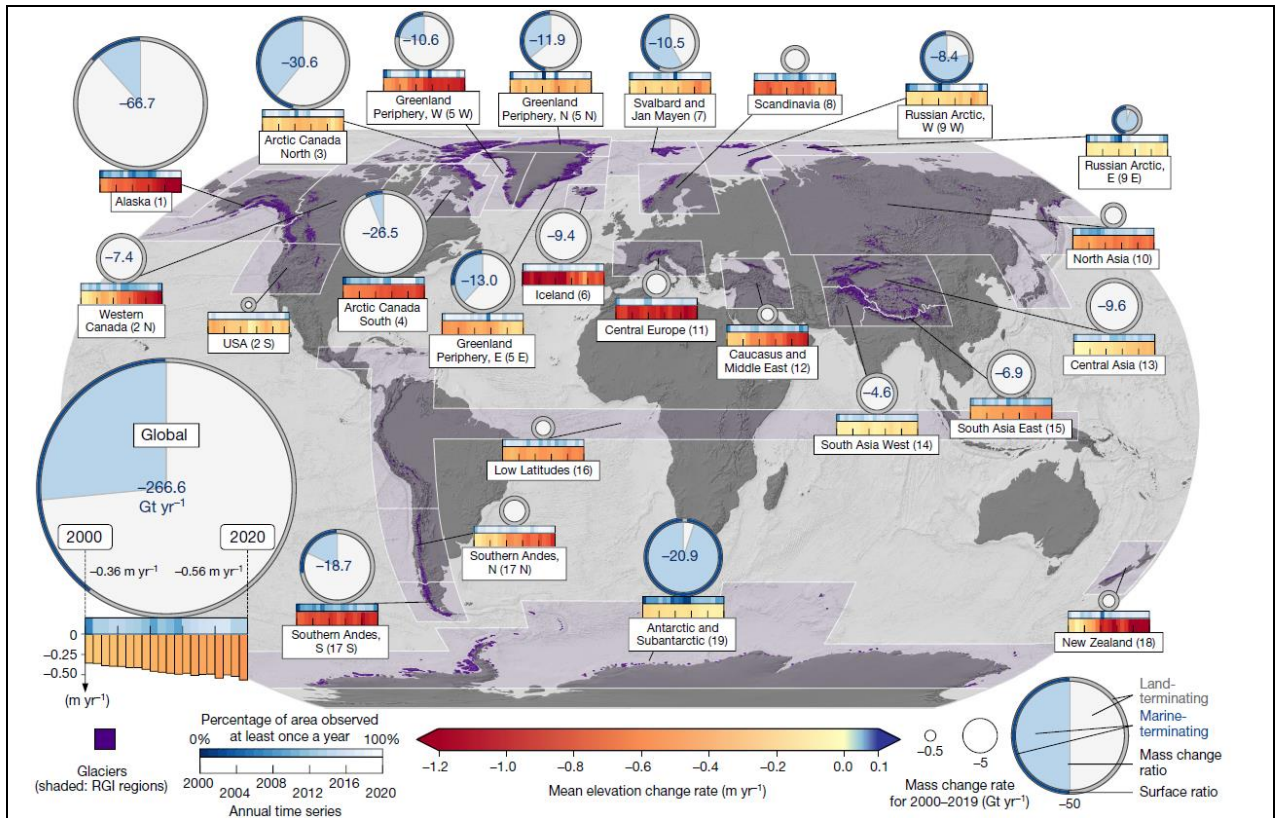 −66.7
Alaska (1)
−30.6
Arctic Canada
North (3)
−10.6
Greenland
Periphery, W (5 W)
−11.9
Greenland
Periphery, N (5 N)
−10.5
Svalbard and
Jan Mayen (7)
Scandinavia (8)
−8.4
Russian Arctic,
W (9 W)
Russian Arctic,
E (9 E)
−7.4
Western
Canada (2 N)
USA (2 S)
−26.5
Arctic Canada
South (4)
−13.0
Greenland
Periphery, E (5 E)
−9.4
Iceland (6)
Central Europe (11)
Caucasus and
Middle East (12)
North Asia (10)
−9.6
Central Asia (13)
−4.6
South Asia West (14)
−6.9
South Asia East (15)
Global
−266.6
Gt yr−1
2000
2020
−0.36 m yr−1
−0.56 m yr−1
0
−0.25
−0.50
(m yr−1)
Low Latitudes (16)
Southern Andes,
N (17 N)
−18.7
Southern Andes,
S (17 S)
−20.9
Antarctic and
Subantarctic (19)
New Zealand (18)
Glaciers
(shaded: RGI regions)
Percentage of area observed
at least once a year
0%
100%
2000
2004
2008
2012
2016
2020
Annual time series
−1.2
−1.0
−0.8
−0.6
−0.4
−0.2
0.0
0.1
Mean elevation change rate (m yr−1)
−0.5
−5
−50
Mass change rate
for 2000–2019 (Gt yr−1)
Land-
terminating
Marine-
terminating
Mass change
ratio
Surface ratio